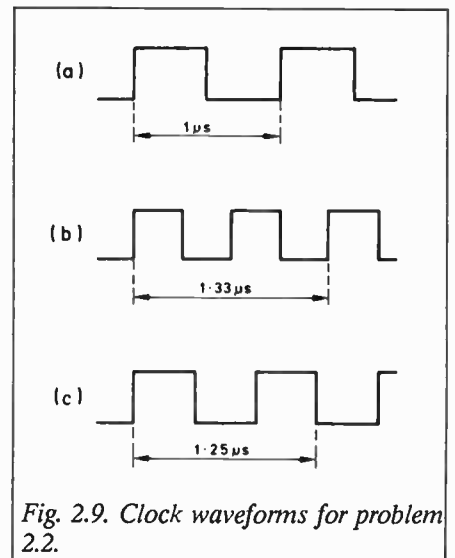 (a)
1μs
(b)
1·33μs
(c)
1·25μs
Fig. 2.9. Clock waveforms for problem
2.2.